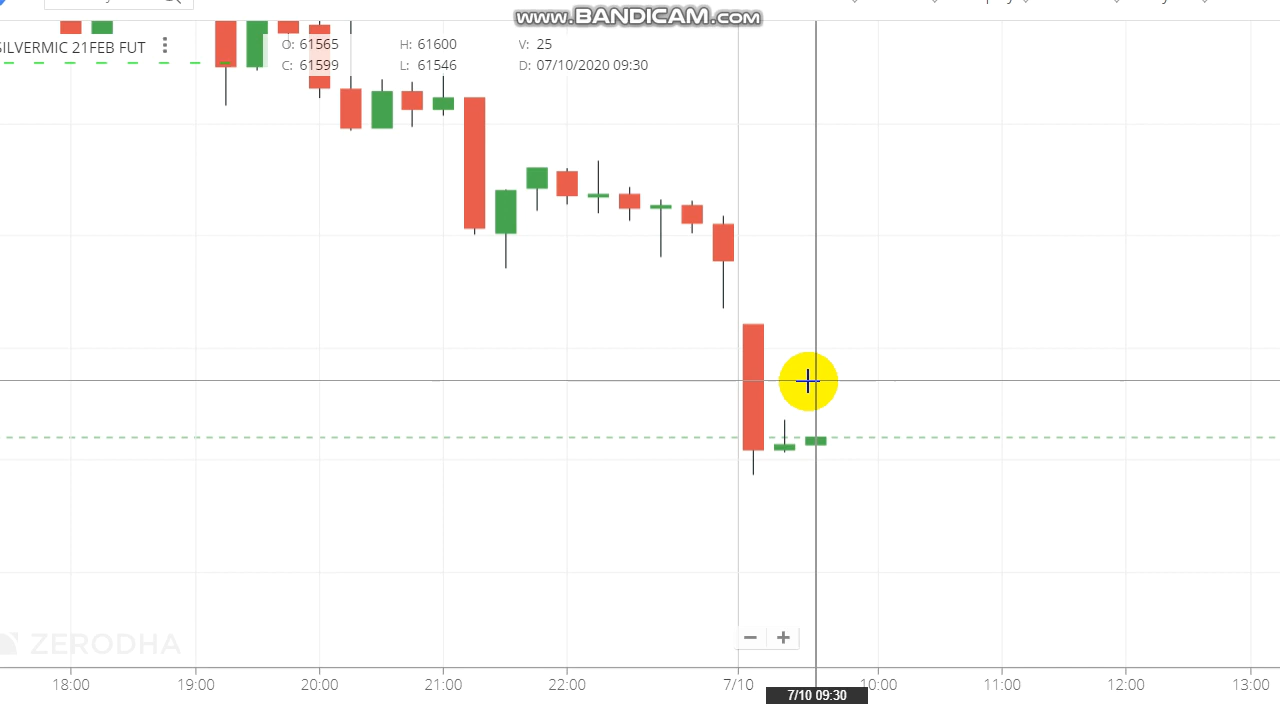 www.BANDICAM.com
SILVERMIC 21FEB FUT
O: 61565 H: 61600 V: 25
C: 61599 L: 61546 D: 07/10/2020 09:30
ZERODHA
18:00 19:00 20:00 21:00 22:00 7/10 10:00 11:00 12:00 13:00
7/10 09:30